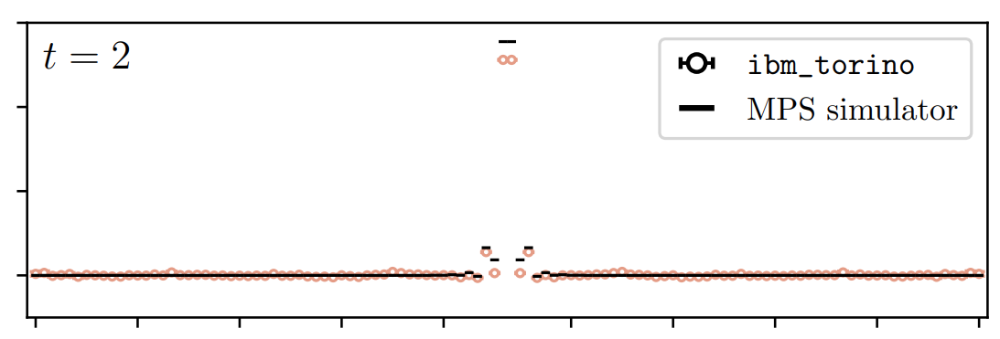 t = 2
ibm_torino
MPS simulator